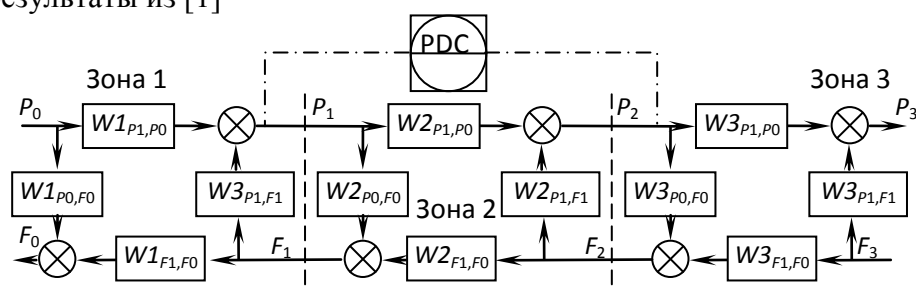 езультаты из [1]
PDC
Зона 1
Зона 3
P0
W1P1,P0
P1
W2P1,P0
P2
W3P1,P0
P3
W1P0,F0
W3P1,F1
W2P0,F0
Зона 2
W2P1,F1
W3P0,F0
W3P1,F1
F0
W1F1,F0
F1
W2F1,F0
F2
W3F1,F0
F3